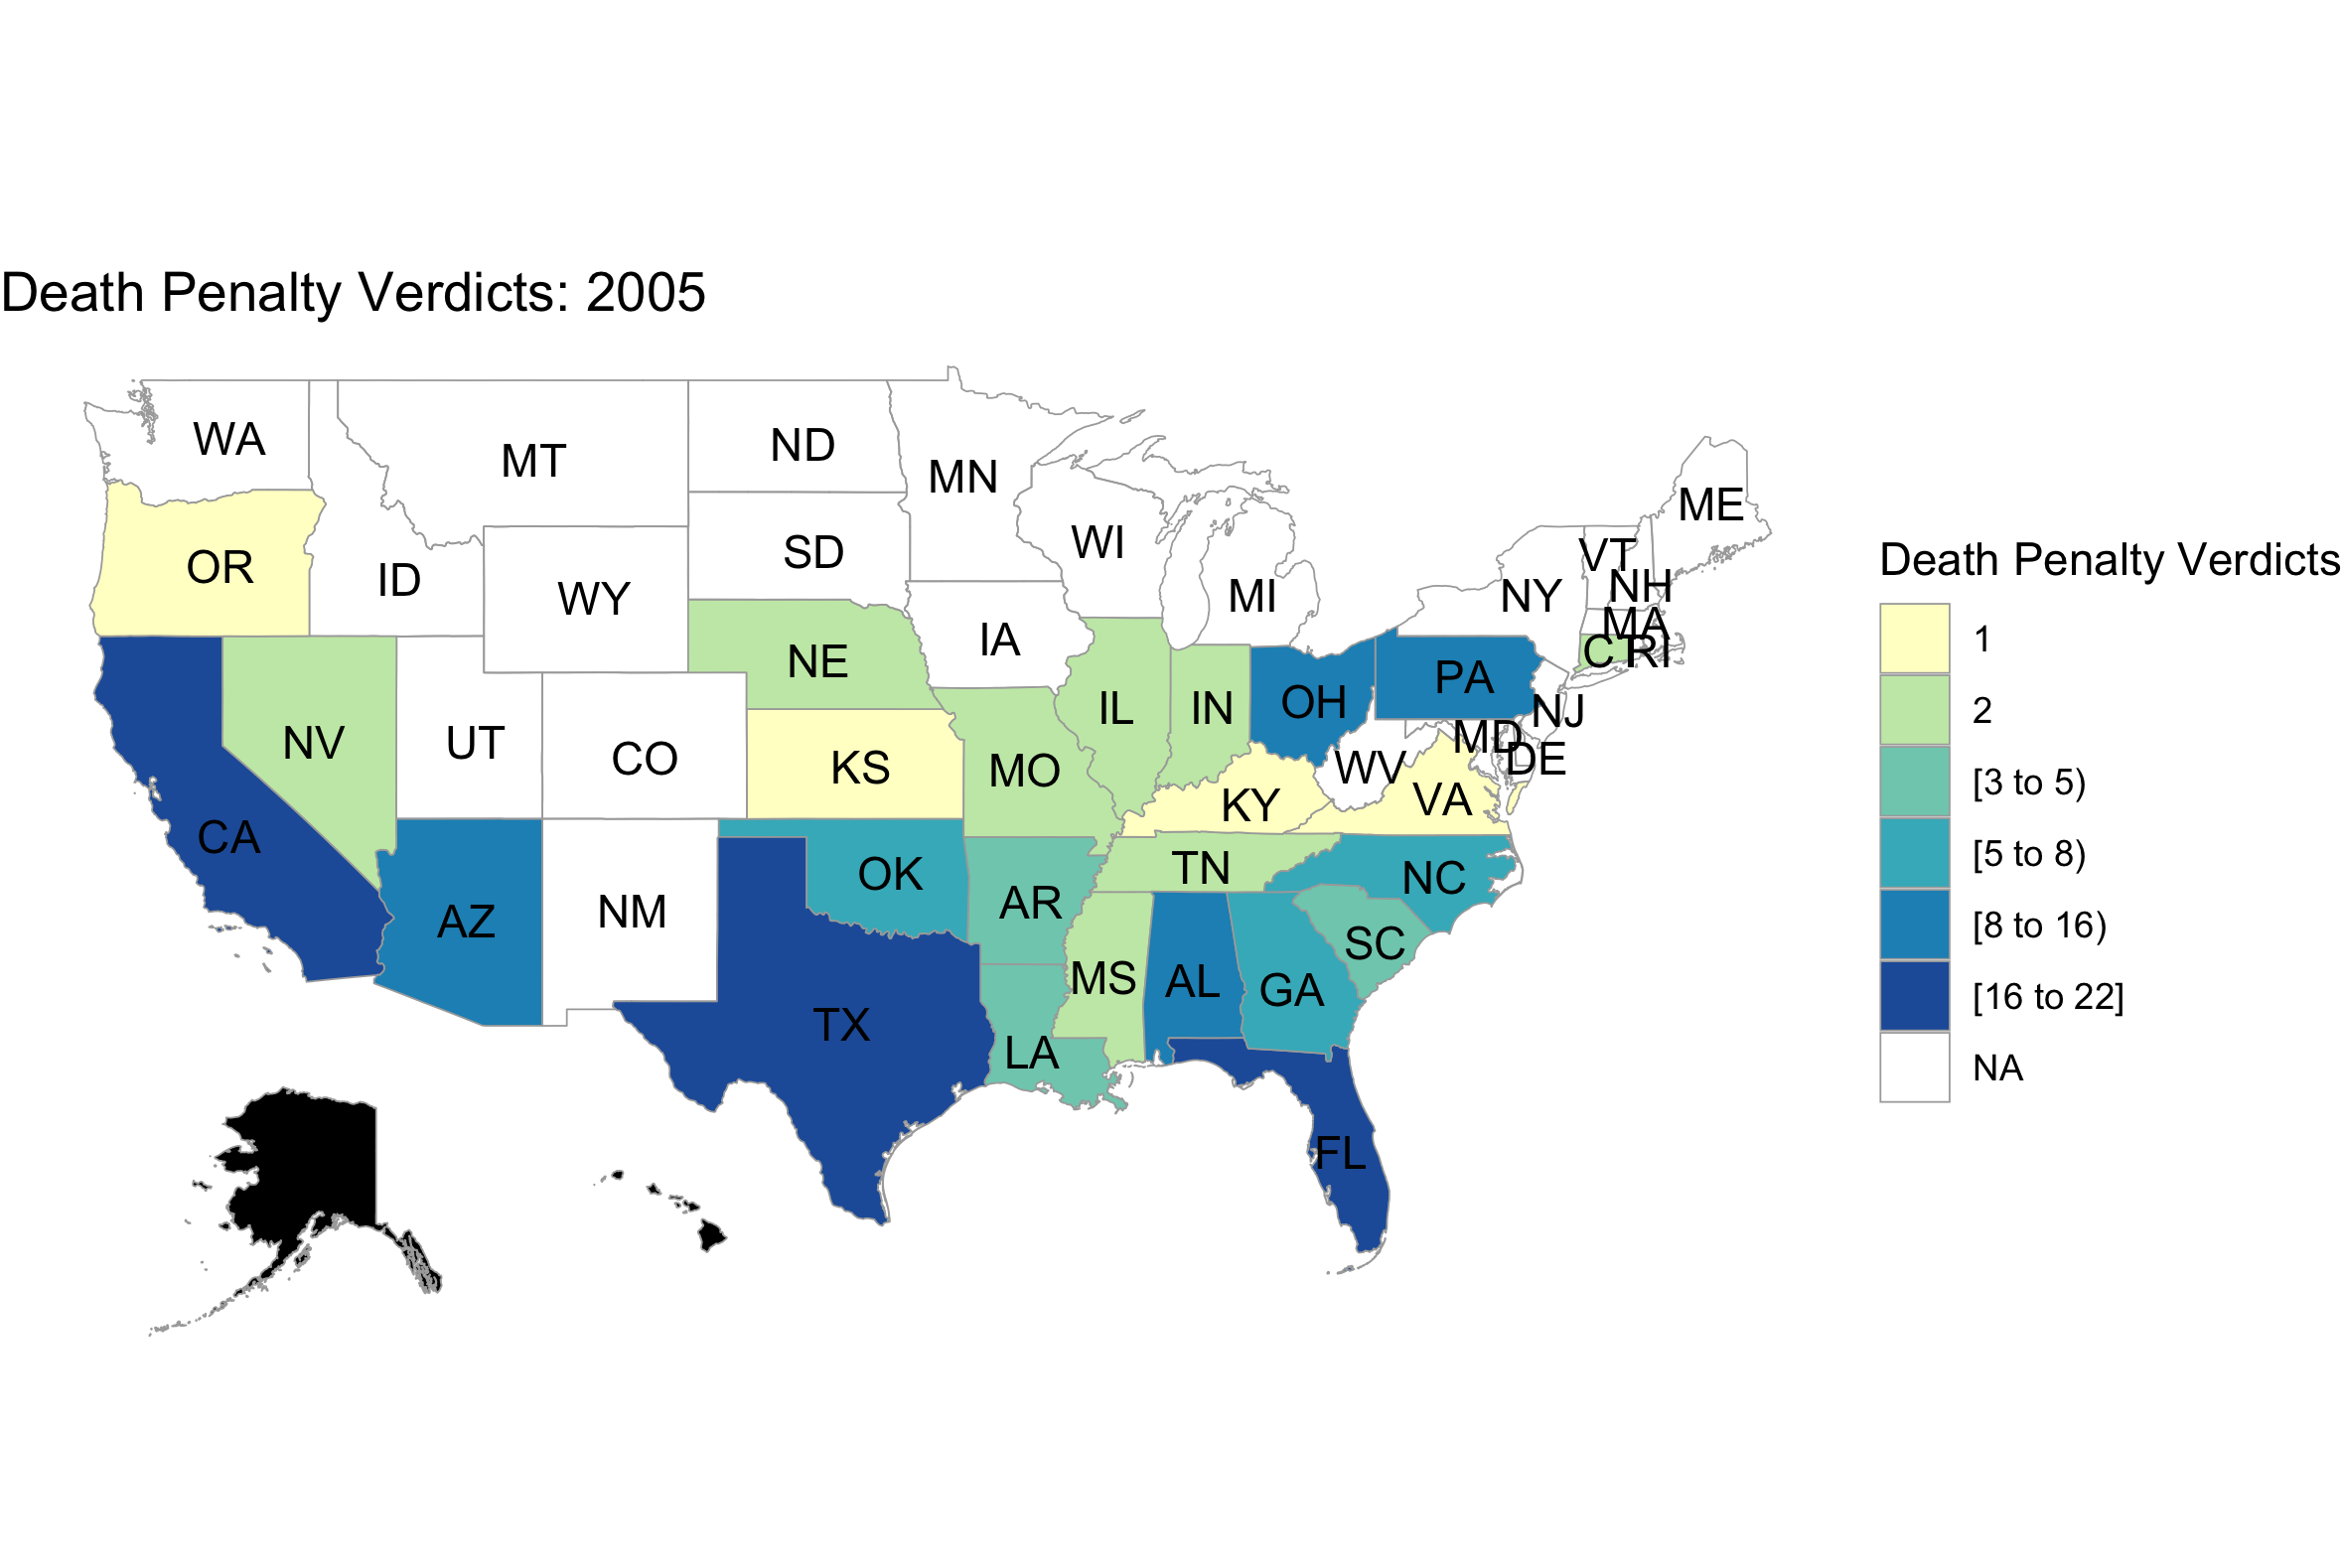 Death Penalty Verdicts: 2005
WA
MT
ND
MN
ME
OR
ID
SD
WI
VT
WY
MI
NY
NH
IA
MA
NE
CT
RI
NV
UT
CO
KS
MO
IL
IN
OH
PA
NJ
MD
DE
WV
KY
VA
CA
AZ
NM
OK
AR
TN
NC
SC
MS
AL
GA
TX
LA
FL
Death Penalty Verdicts
1
2
[3 to 5)
[5 to 8)
[8 to 16)
[16 to 22]
NA